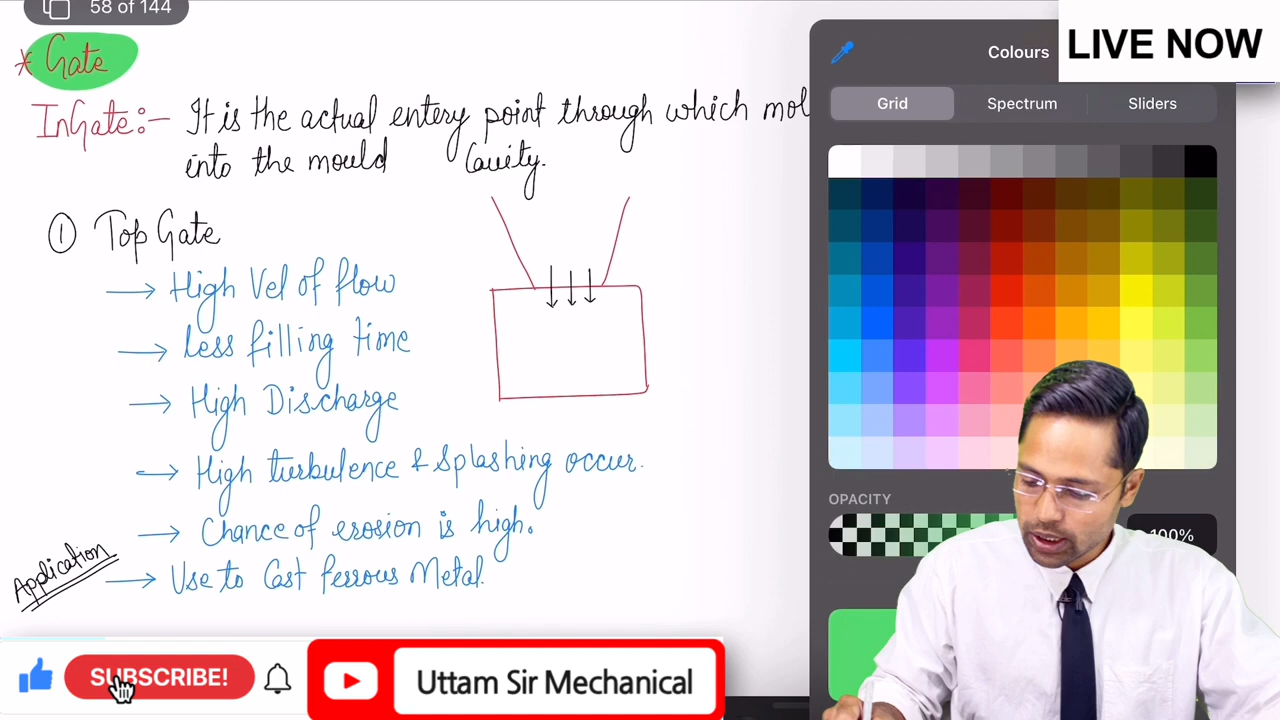 58 of 144
LIVE NOW
* Gate
InGate:- It is the actual entery point through which mol
into the mould Cavity.
① Top Gate
→ High Vel of flow
→ less filling time
→ High Discharge
→ High turbulence & Splashing occur.
→ Chance of erosion is high.
Application
→ Use to Cast ferrous Metal.
Colours
Grid Spectrum Sliders
OPACITY
100%
SUBSCRIBE!
Uttam Sir Mechanical